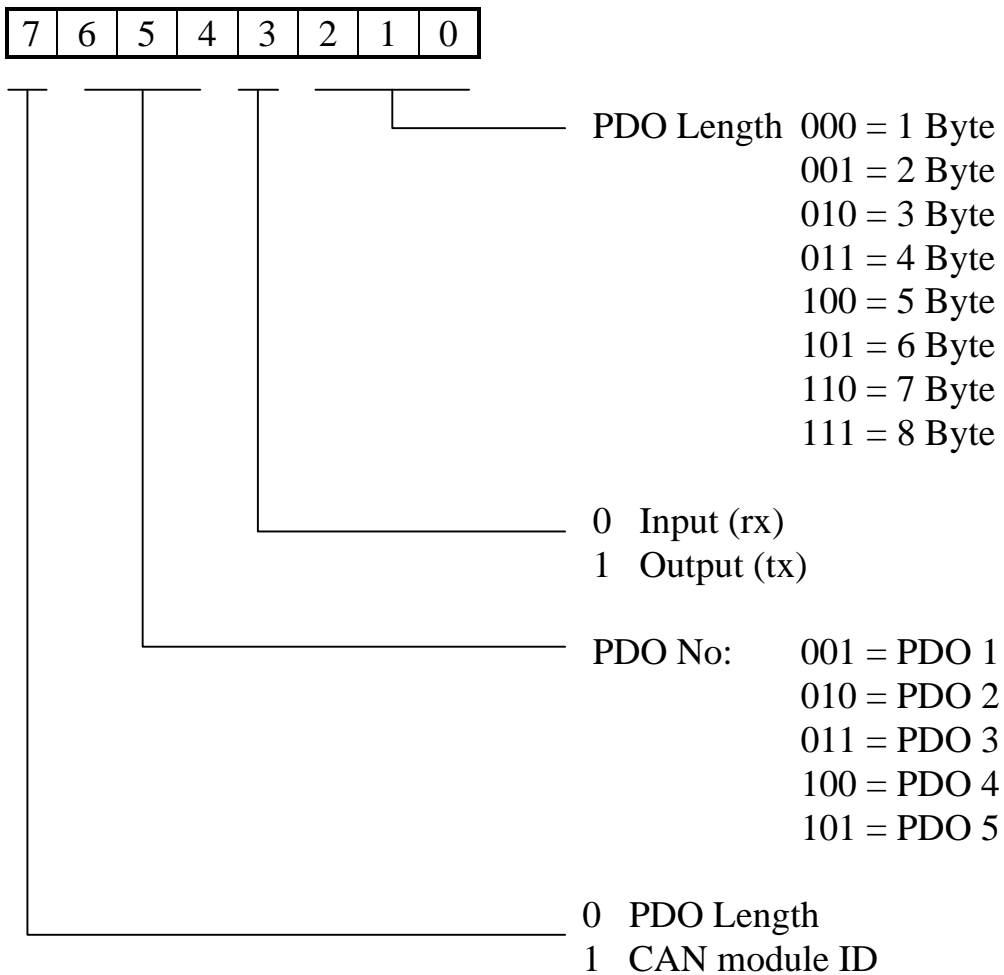 7 6 5 4 3 2 1 0
PDO Length 000 = 1 Byte
001 = 2 Byte
010 = 3 Byte
011 = 4 Byte
100 = 5 Byte
101 = 6 Byte
110 = 7 Byte
111 = 8 Byte
0 Input (rx)
1 Output (tx)
PDO No: 001 = PDO 1
010 = PDO 2
011 = PDO 3
100 = PDO 4
101 = PDO 5
0 PDO Length
1 CAN module ID